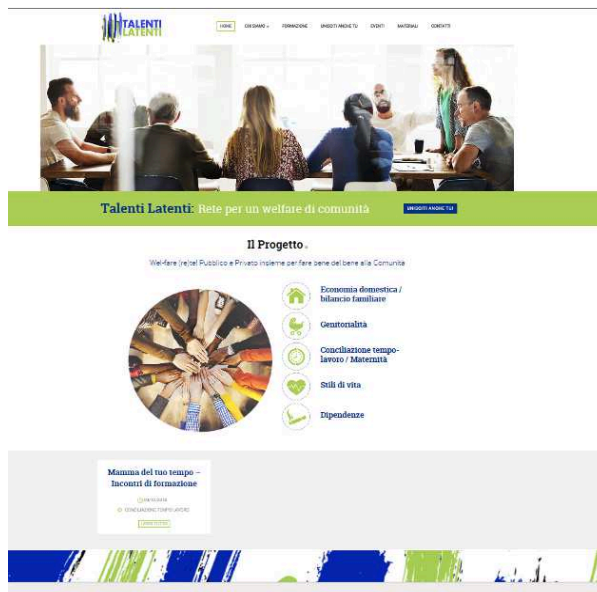 TALENTI
LATENTI
HOME CHI SIAMO FORMAZIONE UNISCITI ANCHE TU EVENTI MATERIALI CONTATTI
Talenti Latenti: Rete per un welfare di comunità UNISCITI ANCHE TU!
Il Progetto.
Wel-fare (re)te! Pubblico e Privato insieme per fare bene del bene alla Comunità
Economia domestica /
bilancio familiare
Genitorialità
Conciliazione tempo-
lavoro / Maternità
Stili di vita
Dipendenze
Mamma del tuo tempo –
Incontri di formazione
CONCILIAZIONE TEMPO-LAVORO